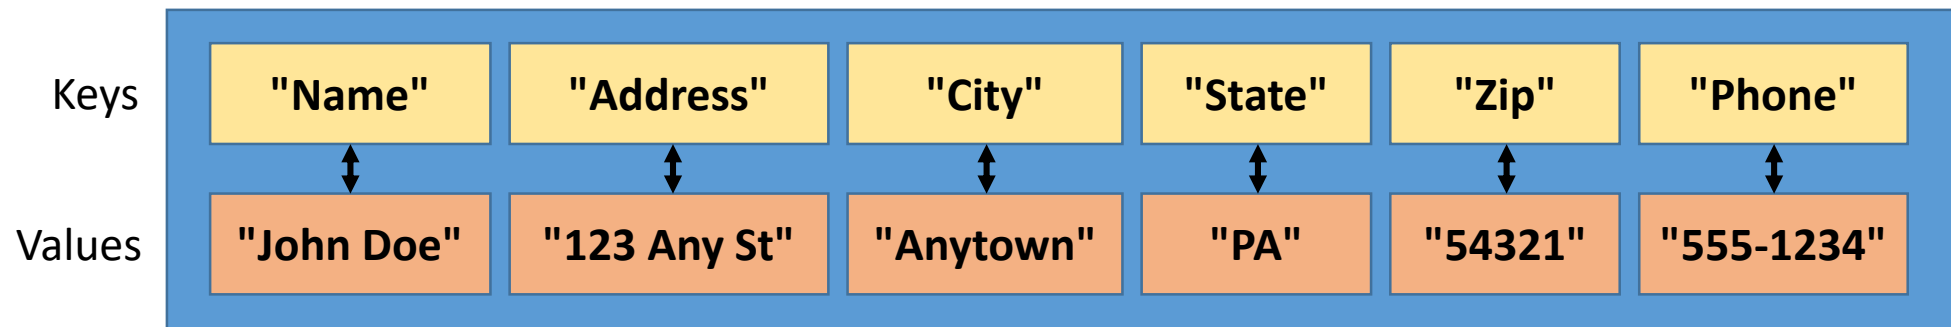 Keys "Name" "Address" "City" "State" "Zip" "Phone"
Values "John Doe" "123 Any St" "Anytown" "PA" "54321" "555-1234"